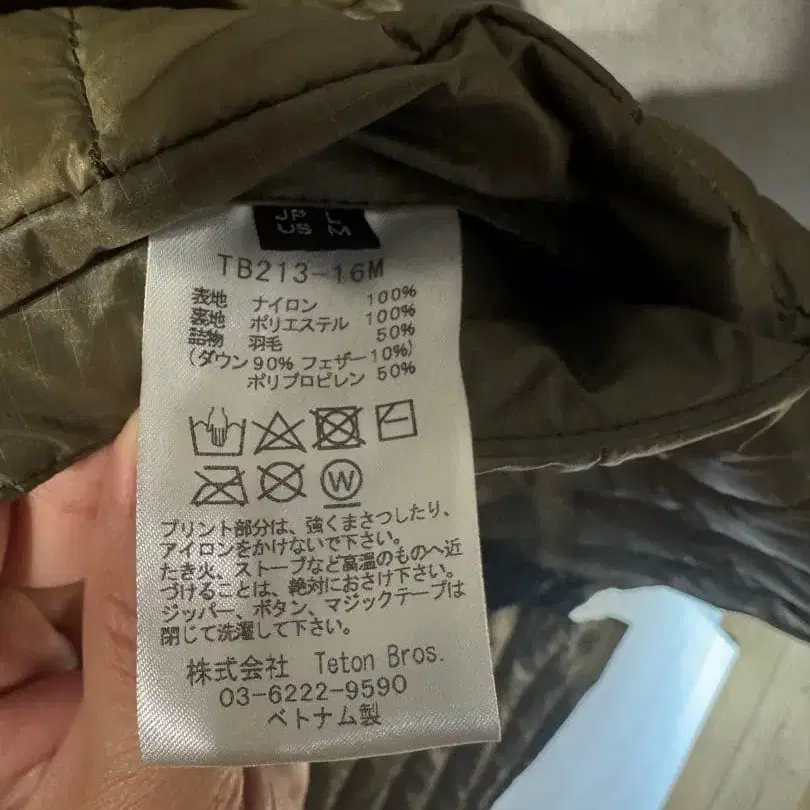 JP L
US M
TB213-16M
表地 ナイロン 100%
裏地 ポリエステル 100%
詰物 羽毛 50%
(ダウン90% フェザー10%)
ポリプロピレン 50%
W
プリント部分は、強くまさつしたり、
アイロンをかけないで下さい。
たき火、ストーブなど高温のものへ近
づけることは、絶対におさけ下さい。
ジッパー、ボタン、マジックテープは
閉じて洗濯して下さい。
株式会社 Teton Bros.
03-6222-9590
ベトナム製